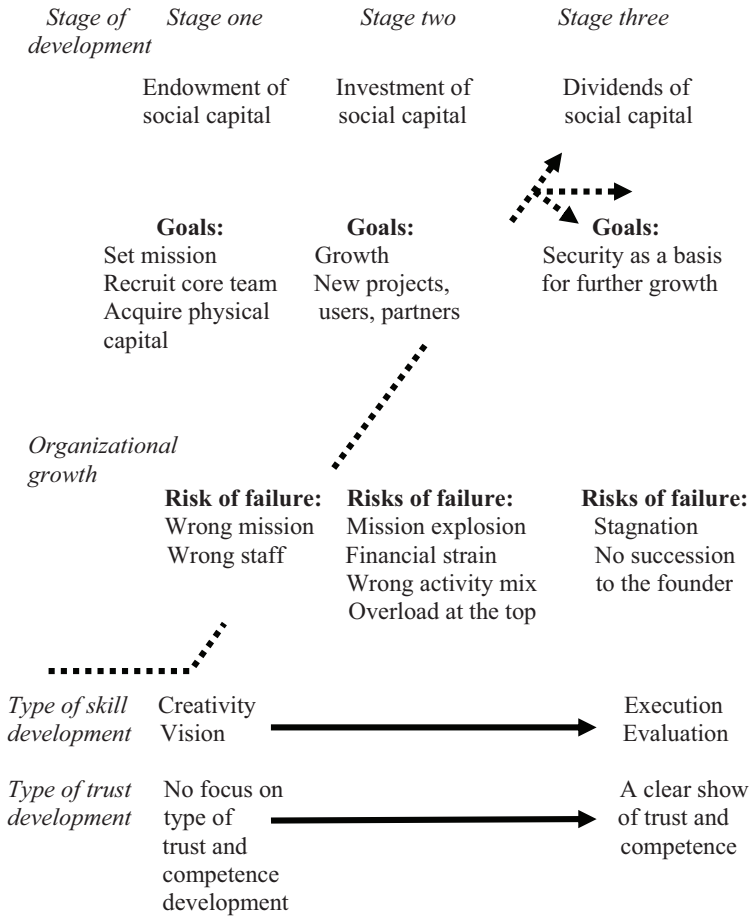 Stage of development
Stage one
Stage two
Stage three
Endowment of
social capital
Investment of
social capital
Dividends of
social capital
Goals:
Set mission
Recruit core team
Acquire physical
capital
Goals:
Growth
New projects,
users, partners
Goals:
Security as a basis
for further growth
Organizational
growth
Risk of failure:
Wrong mission
Wrong staff
Risks of failure:
Mission explosion
Financial strain
Wrong activity mix
Overload at the top
Risks of failure:
Stagnation
No succession
to the founder
Type of skill
development
Creativity
Vision
Execution
Evaluation
Type of trust
development
No focus on
type of
trust and
competence
development
A clear show
of trust and
competence